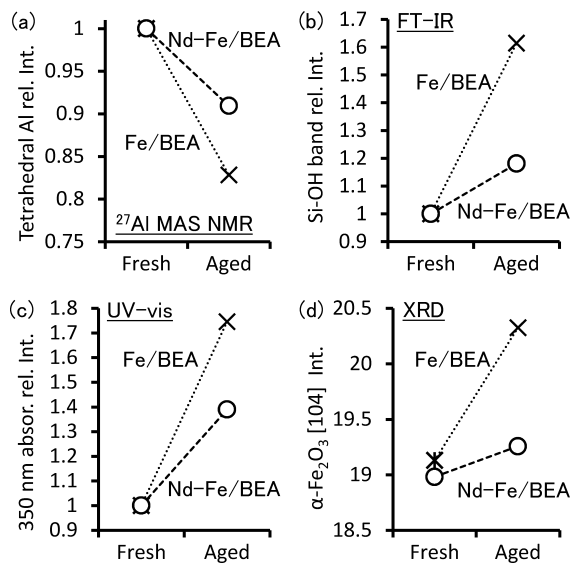 (a)
Tetrahedral Al rel. Int.
1
0.95
0.9
0.85
0.8
0.75
Nd−Fe/BEA
Fe/BEA
²⁷Al MAS NMR
Fresh Aged
(b)
FT−IR
Si-OH band rel. Int.
1.7
1.6
1.5
1.4
1.3
1.2
1.1
1
0.9
Fe/BEA
Nd−Fe/BEA
Fresh Aged
(c)
UV−vis
350 nm absor. rel. Int.
1.8
1.7
1.6
1.5
1.4
1.3
1.2
1.1
1
0.9
Fe/BEA
Nd−Fe/BEA
Fresh Aged
(d)
XRD
α-Fe₂O₃ [104] Int.
20.5
20
19.5
19
18.5
Fe/BEA
Nd−Fe/BEA
Fresh Aged